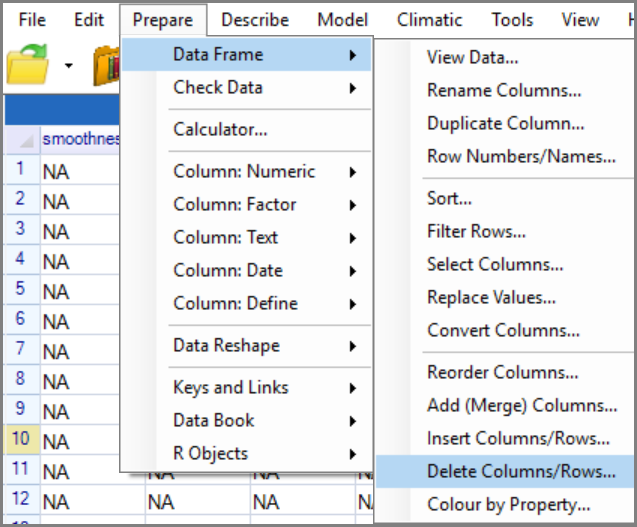 File Edit Prepare Describe Model Climatic Tools View
Data Frame
Check Data
Calculator...
Column: Numeric
Column: Factor
Column: Text
Column: Date
Column: Define
Data Reshape
Keys and Links
Data Book
R Objects
View Data...
Rename Columns...
Duplicate Column...
Row Numbers/Names...
Sort...
Filter Rows...
Select Columns...
Replace Values...
Convert Columns...
Reorder Columns...
Add (Merge) Columns...
Insert Columns/Rows...
Delete Columns/Rows...
Colour by Property...
smoothnes
1 NA
2 NA
3 NA
4 NA
5 NA
6 NA
7 NA
8 NA
9 NA
10 NA
11 NA NA NA
12 NA NA NA